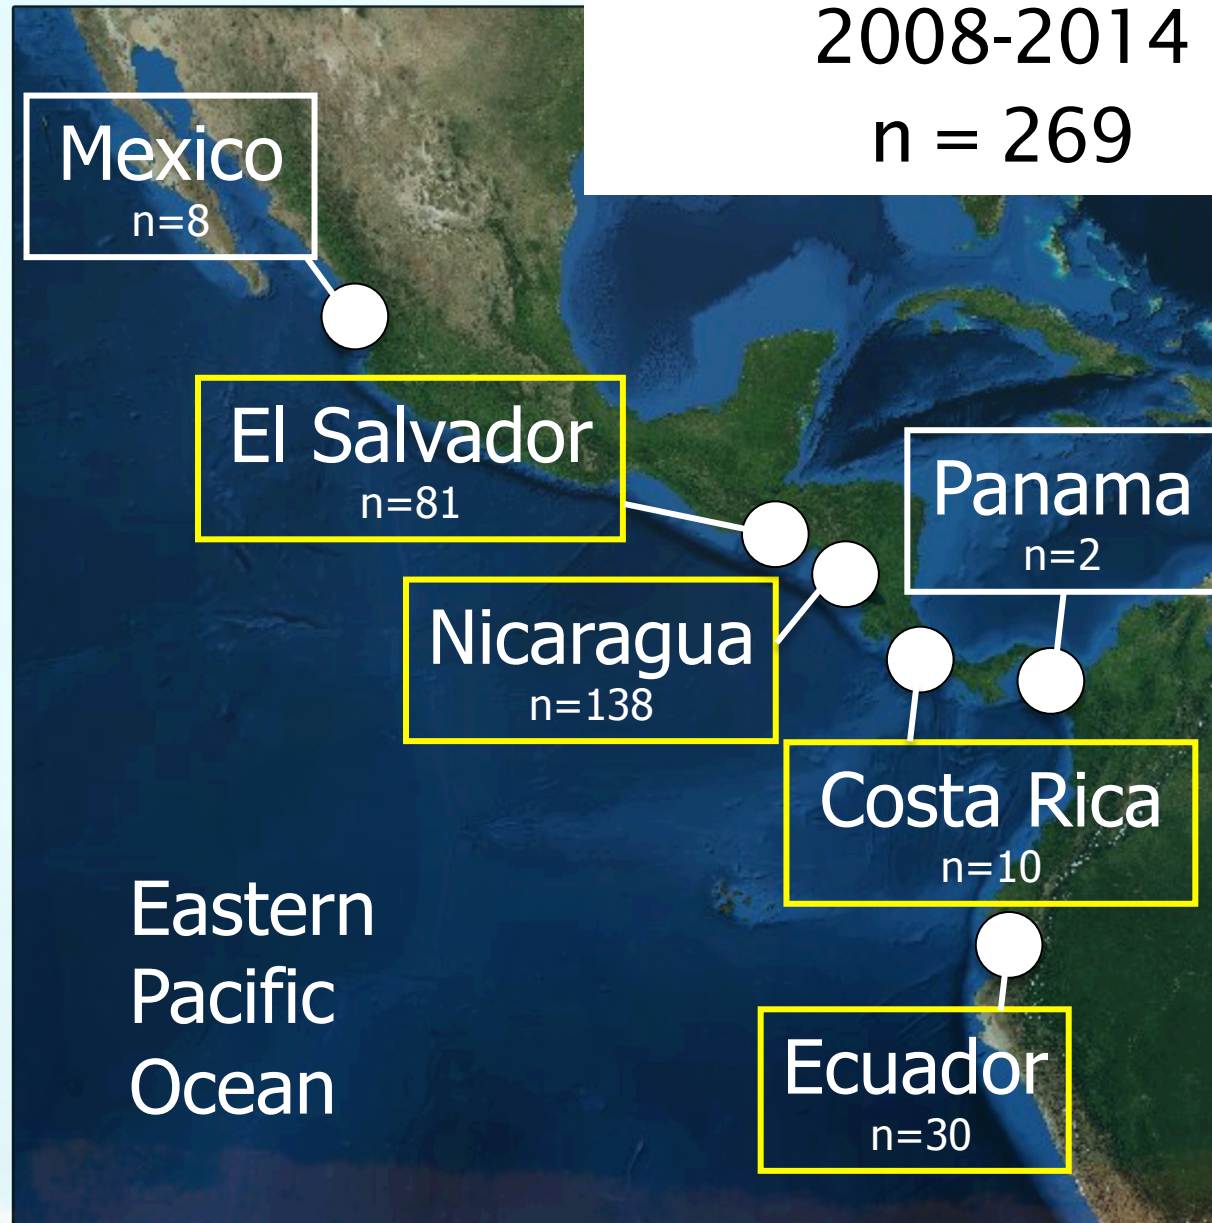 2008-2014
n = 269
Mexico
n=8
El Salvador
n=81
Panama
n=2
Nicaragua
n=138
Costa Rica
n=10
Eastern
Pacific
Ocean
Ecuador
n=30